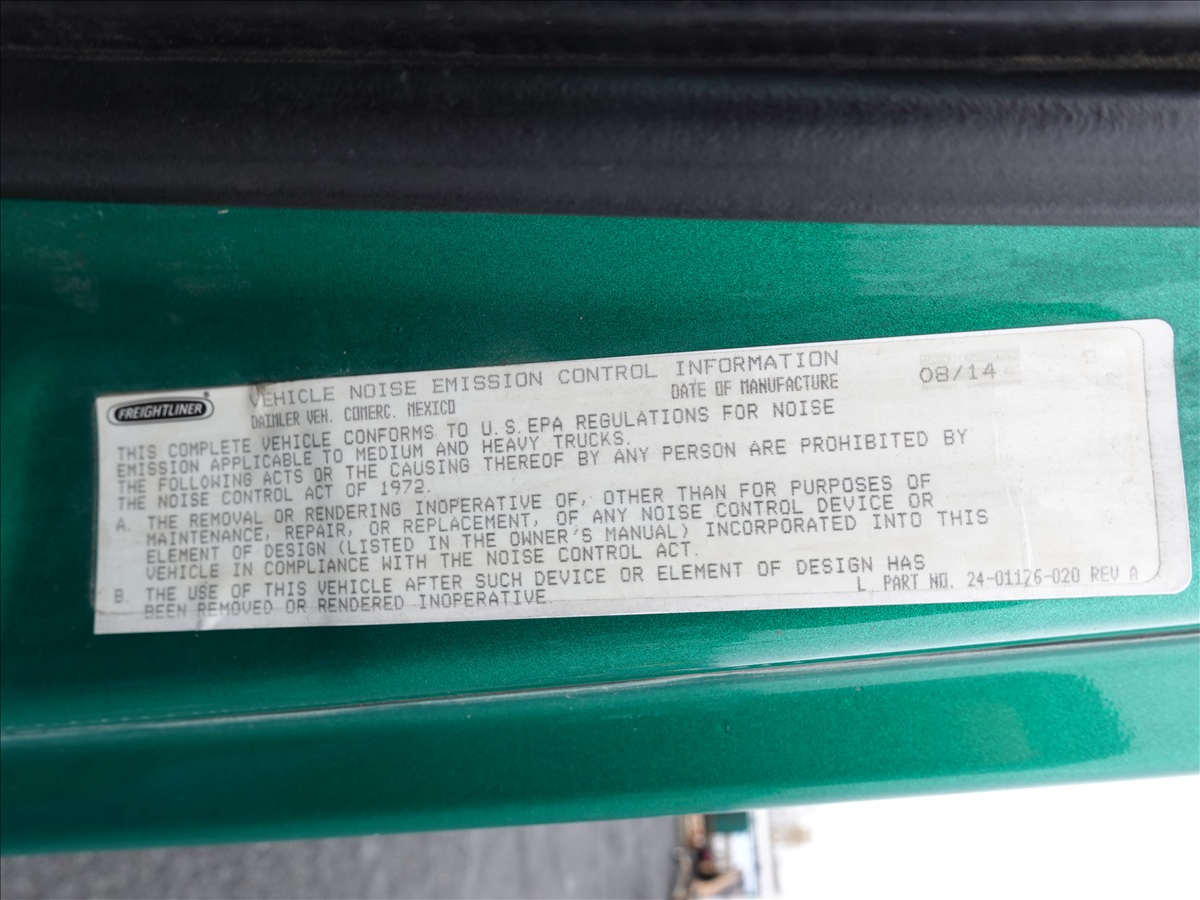 FREIGHTLINER
VEHICLE NOISE EMISSION CONTROL INFORMATION
DAIMLER VEH. COMERC. MEXICO
DATE OF MANUFACTURE 08/14
THIS COMPLETE VEHICLE CONFORMS TO U.S.EPA REGULATIONS FOR NOISE
EMISSION APPLICABLE TO MEDIUM AND HEAVY TRUCKS.
THE FOLLOWING ACTS OR THE CAUSING THEREOF BY ANY PERSON ARE PROHIBITED BY
THE NOISE CONTROL ACT OF 1972.
A. THE REMOVAL OR RENDERING INOPERATIVE OF, OTHER THAN FOR PURPOSES OF
MAINTENANCE, REPAIR, OR REPLACEMENT, OF ANY NOISE CONTROL DEVICE OR
ELEMENT OF DESIGN (LISTED IN THE OWNER'S MANUAL) INCORPORATED INTO THIS
VEHICLE IN COMPLIANCE WITH THE NOISE CONTROL ACT.
B. THE USE OF THIS VEHICLE AFTER SUCH DEVICE OR ELEMENT OF DESIGN HAS
BEEN REMOVED OR RENDERED INOPERATIVE
L PART NO. 24-01126-020 REV A